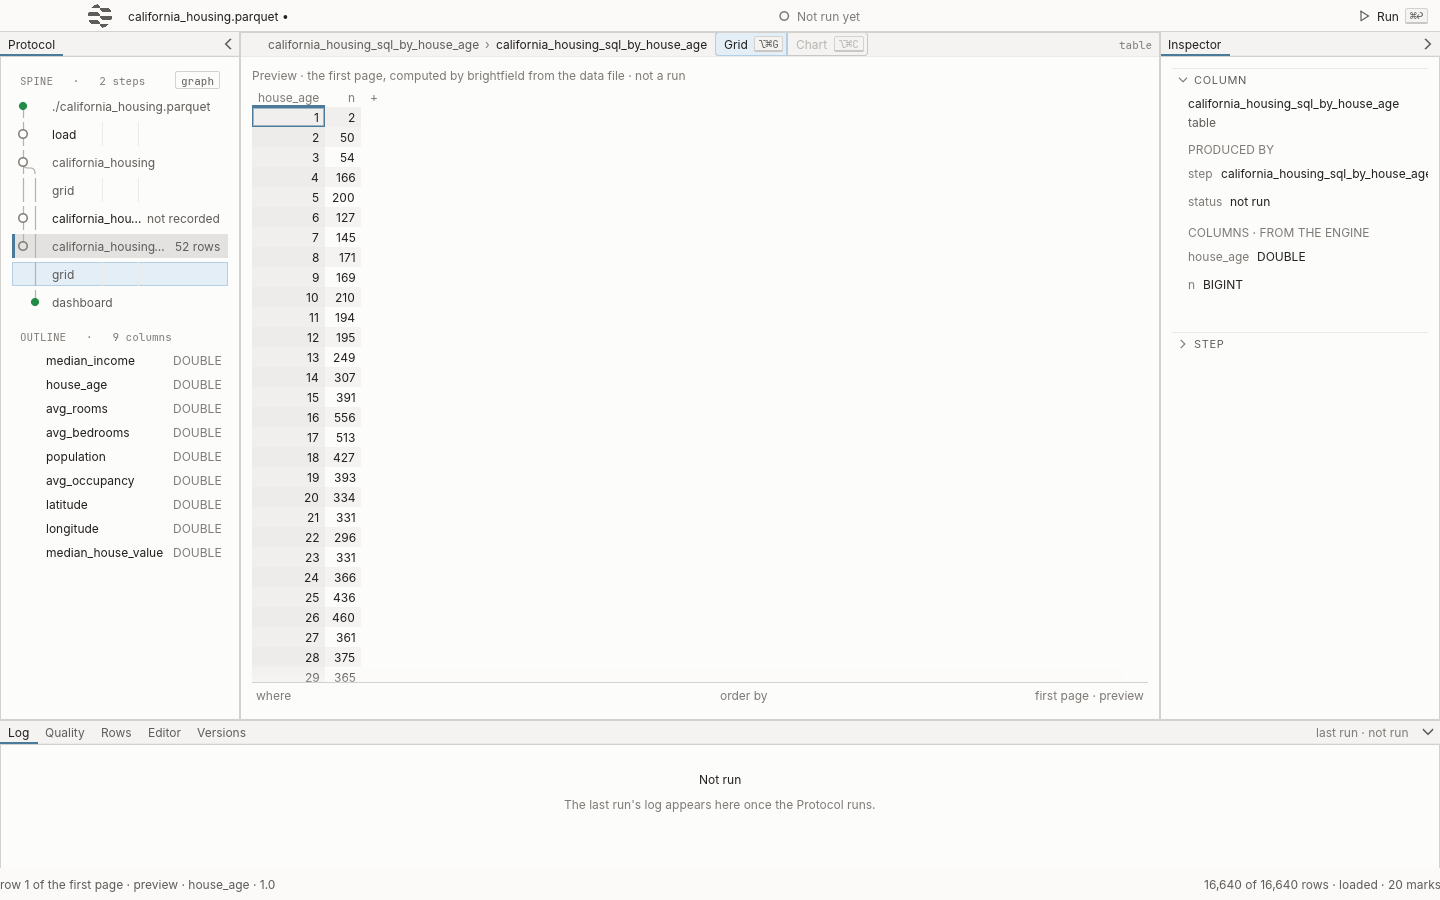 california_housing.parquet •
Not run yet
Run ⌘↵
Protocol
SPINE · 2 steps graph
./california_housing.parquet
load
california_housing
grid
california_hou... not recorded
california_housing... 52 rows
grid
dashboard
OUTLINE · 9 columns
median_income DOUBLE
house_age DOUBLE
avg_rooms DOUBLE
avg_bedrooms DOUBLE
population DOUBLE
avg_occupancy DOUBLE
latitude DOUBLE
longitude DOUBLE
median_house_value DOUBLE
california_housing_sql_by_house_age › california_housing_sql_by_house_age Grid ⌥⌘G Chart ⌥⌘C table
Preview · the first page, computed by brightfield from the data file · not a run
house_age n +
1 2
2 50
3 54
4 166
5 200
6 127
7 145
8 171
9 169
10 210
11 194
12 195
13 249
14 307
15 391
16 556
17 513
18 427
19 393
20 334
21 331
22 296
23 331
24 366
25 436
26 460
27 361
28 375
29 365
where order by first page · preview
Inspector
COLUMN
california_housing_sql_by_house_age
table
PRODUCED BY
step california_housing_sql_by_house_age
status not run
COLUMNS · FROM THE ENGINE
house_age DOUBLE
n BIGINT
STEP
Log Quality Rows Editor Versions last run · not run
Not run
The last run's log appears here once the Protocol runs.
row 1 of the first page · preview · house_age · 1.0
16,640 of 16,640 rows · loaded · 20 marks